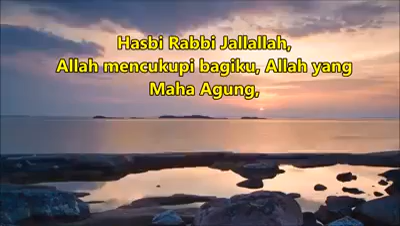 Hasbi Rabbi Jallallah,
Allah mencukupi bagiku, Allah yang
Maha Agung,